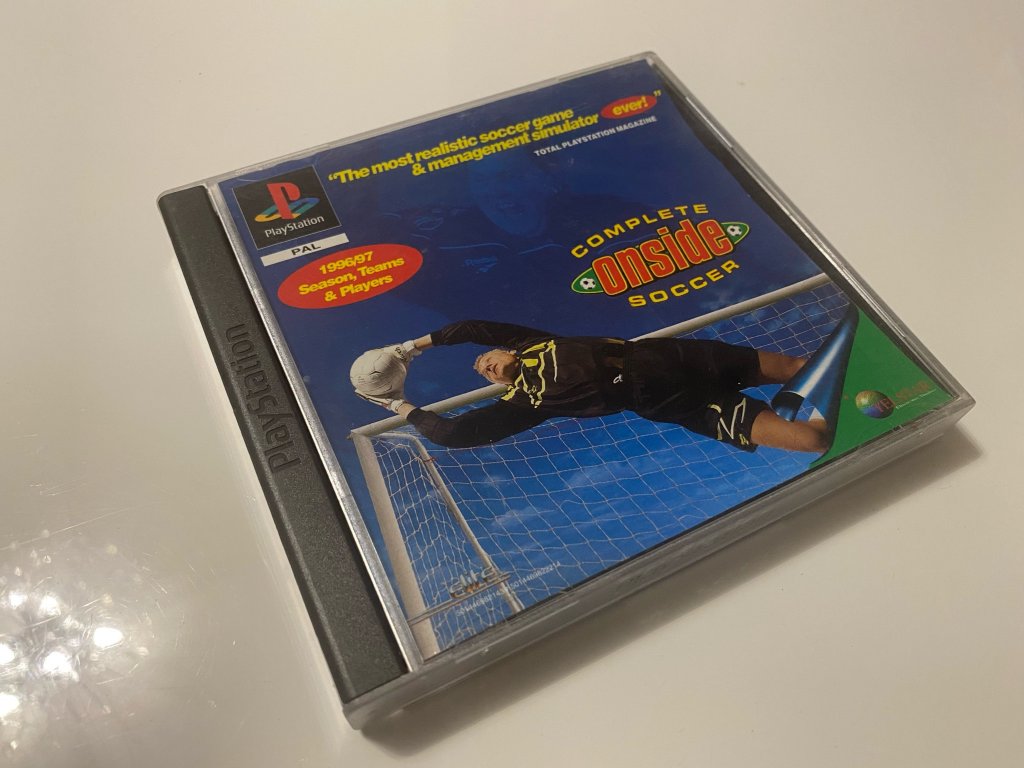 "The most realistic soccer game
& management simulator ever!"
TOTAL PLAYSTATION MAGAZINE
PlayStation
PAL
1996/97
Season, Teams
& Players
COMPLETE
onside
SOCCER
PlayStation
elite